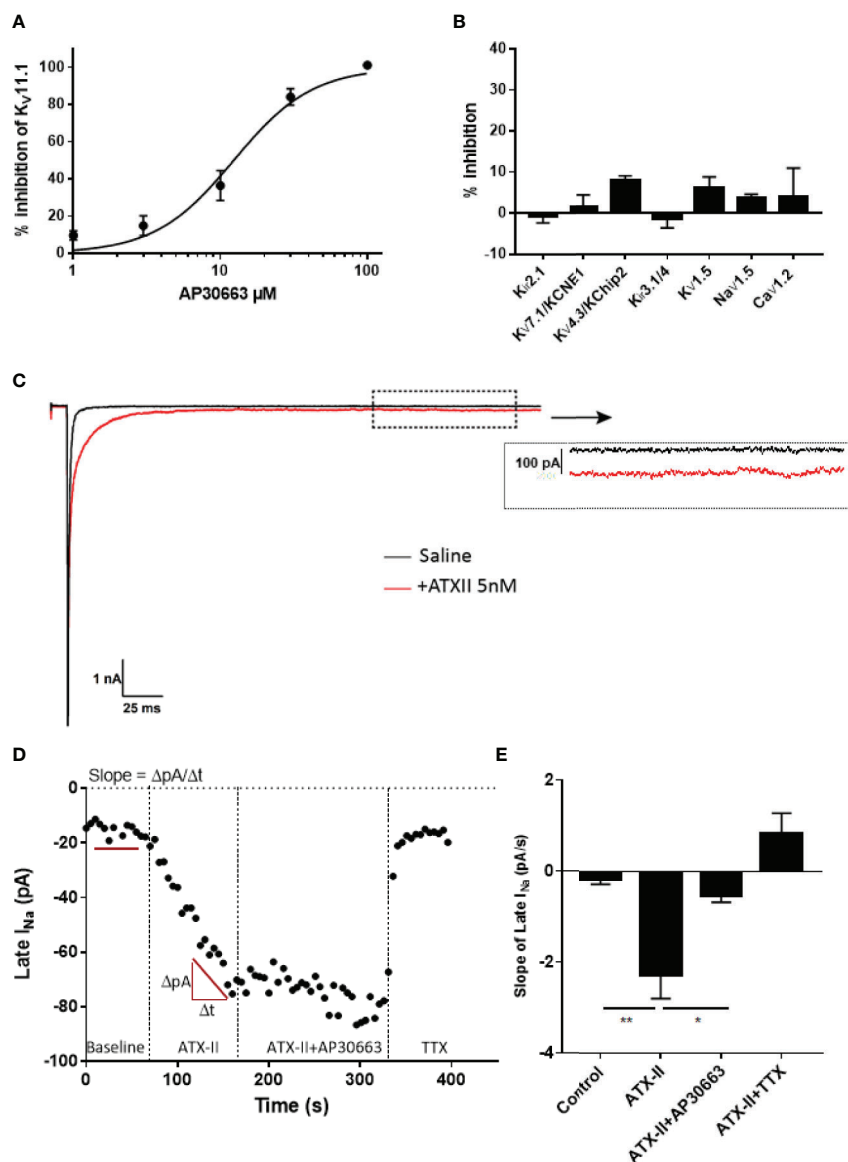 A
% inhibition of KV11.1
100
80
60
40
20
0
1
10
100
AP30663 µM
B
% inhibition
40
30
20
10
0
-10
Kir2.1
KV7.1/KCNE1
KV4.3/KChip2
Kir3.1/4
KV1.5
NaV1.5
CaV1.2
C
100 pA
Saline
+ATXII 5nM
1 nA
25 ms
D
Slope = ΔpA/Δt
Late INa (pA)
0
-20
-40
-60
-80
-100
ΔpA
Δt
Baseline
ATX-II
ATX-II+AP30663
TTX
0
100
200
300
400
Time (s)
E
Slope of Late INa (pA/s)
2
0
-2
-4
**
*
Control
ATX-II
ATX-II+AP30663
ATX-II+TTX